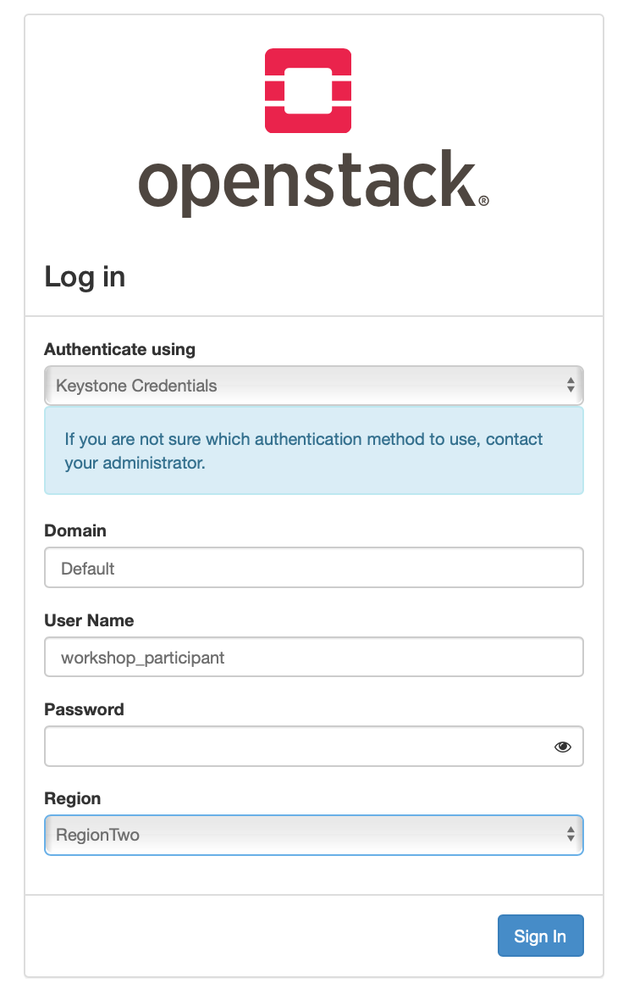 openstack®
Log in
Authenticate using
Keystone Credentials
If you are not sure which authentication method to use, contact
your administrator.
Domain
Default
User Name
workshop_participant
Password
Region
RegionTwo
Sign In